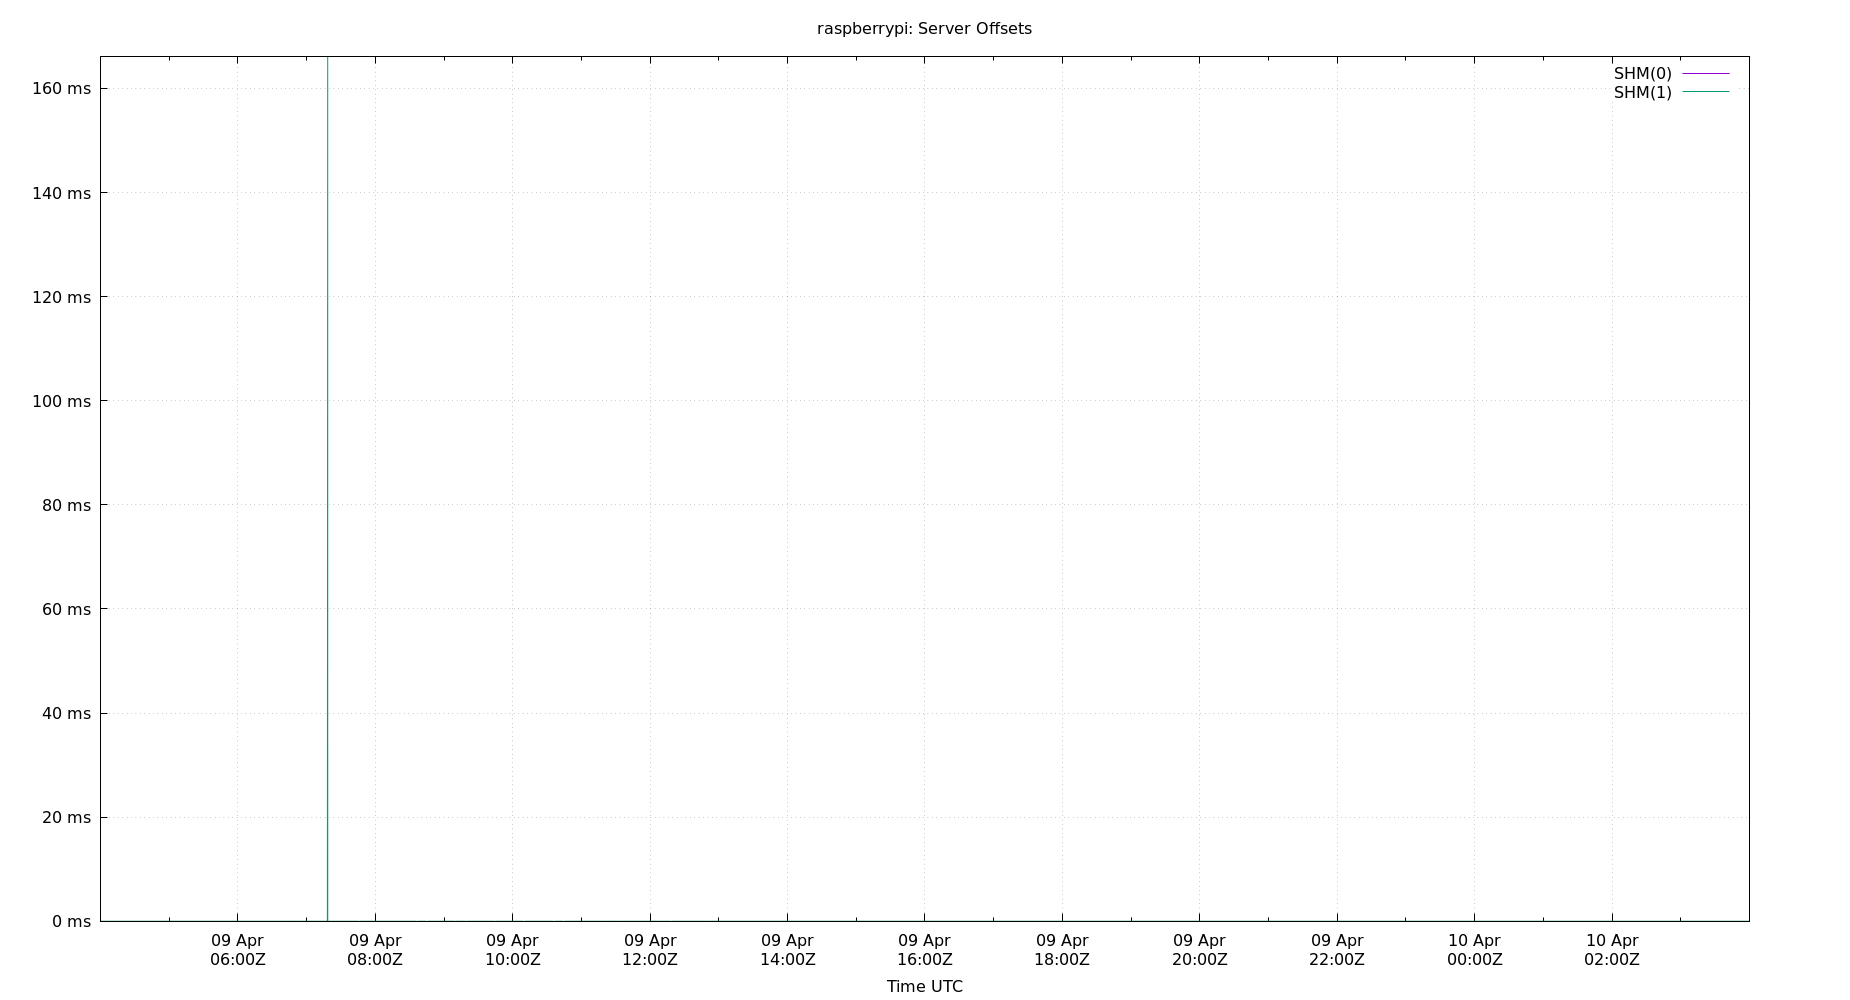 raspberrypi: Server Offsets
SHM(0)
SHM(1)
160 ms
140 ms
120 ms
100 ms
80 ms
60 ms
40 ms
20 ms
0 ms
09 Apr 09 Apr 09 Apr 09 Apr 09 Apr 09 Apr 09 Apr 09 Apr 09 Apr 10 Apr 10 Apr
06:00Z 08:00Z 10:00Z 12:00Z 14:00Z 16:00Z 18:00Z 20:00Z 22:00Z 00:00Z 02:00Z
Time UTC